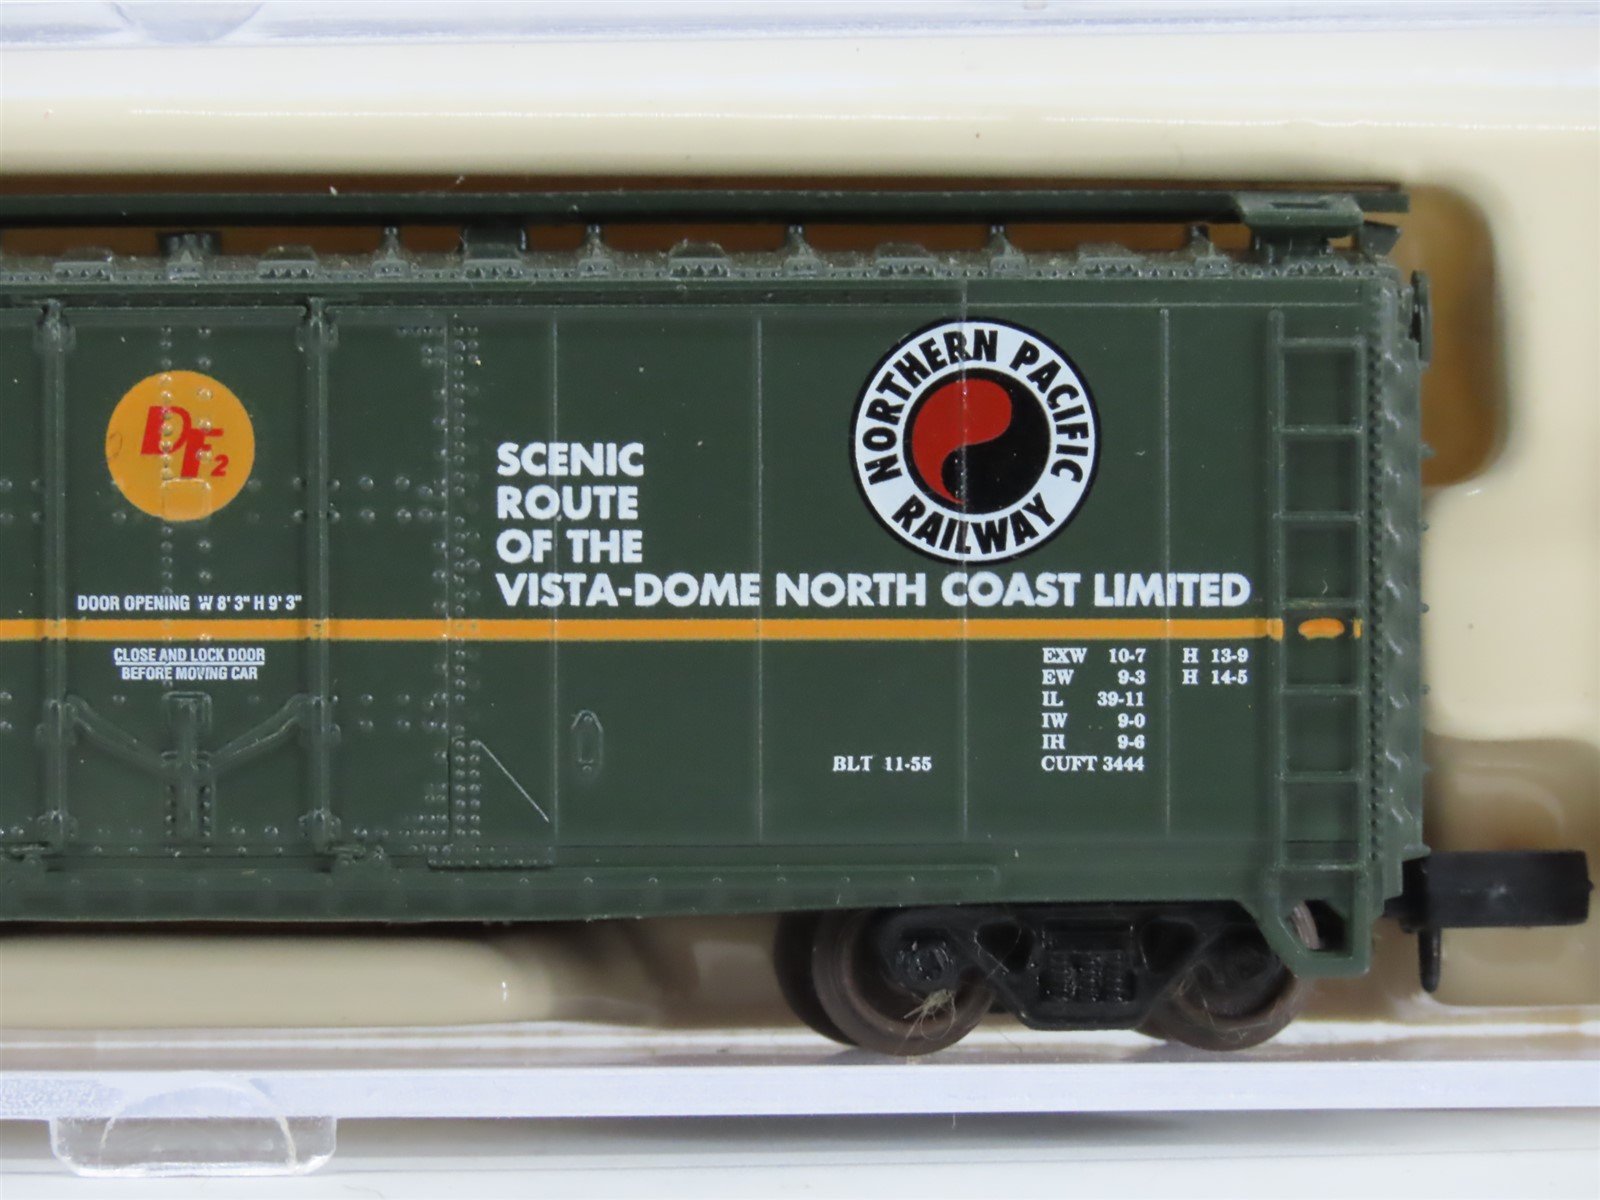 DF2
DOOR OPENING W 8' 3" H 9' 3"
CLOSE AND LOCK DOOR
BEFORE MOVING CAR
SCENIC
ROUTE
OF THE
VISTA-DOME NORTH COAST LIMITED
NORTHERN PACIFIC
RAILWAY
EXW 10-7 H 13-9
EW 9-3 H 14-5
IL 39-11
IW 9-0
IH 9-6
CUFT 3444
BLT 11-55